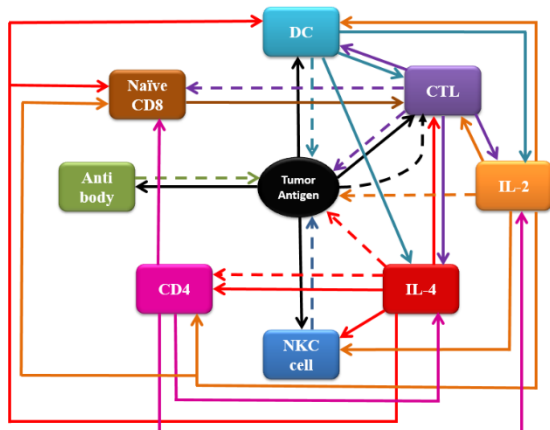 DC
Naïve
CD8
CTL
Anti
body
Tumor
Antigen
IL-2
CD4
IL-4
NKC
cell